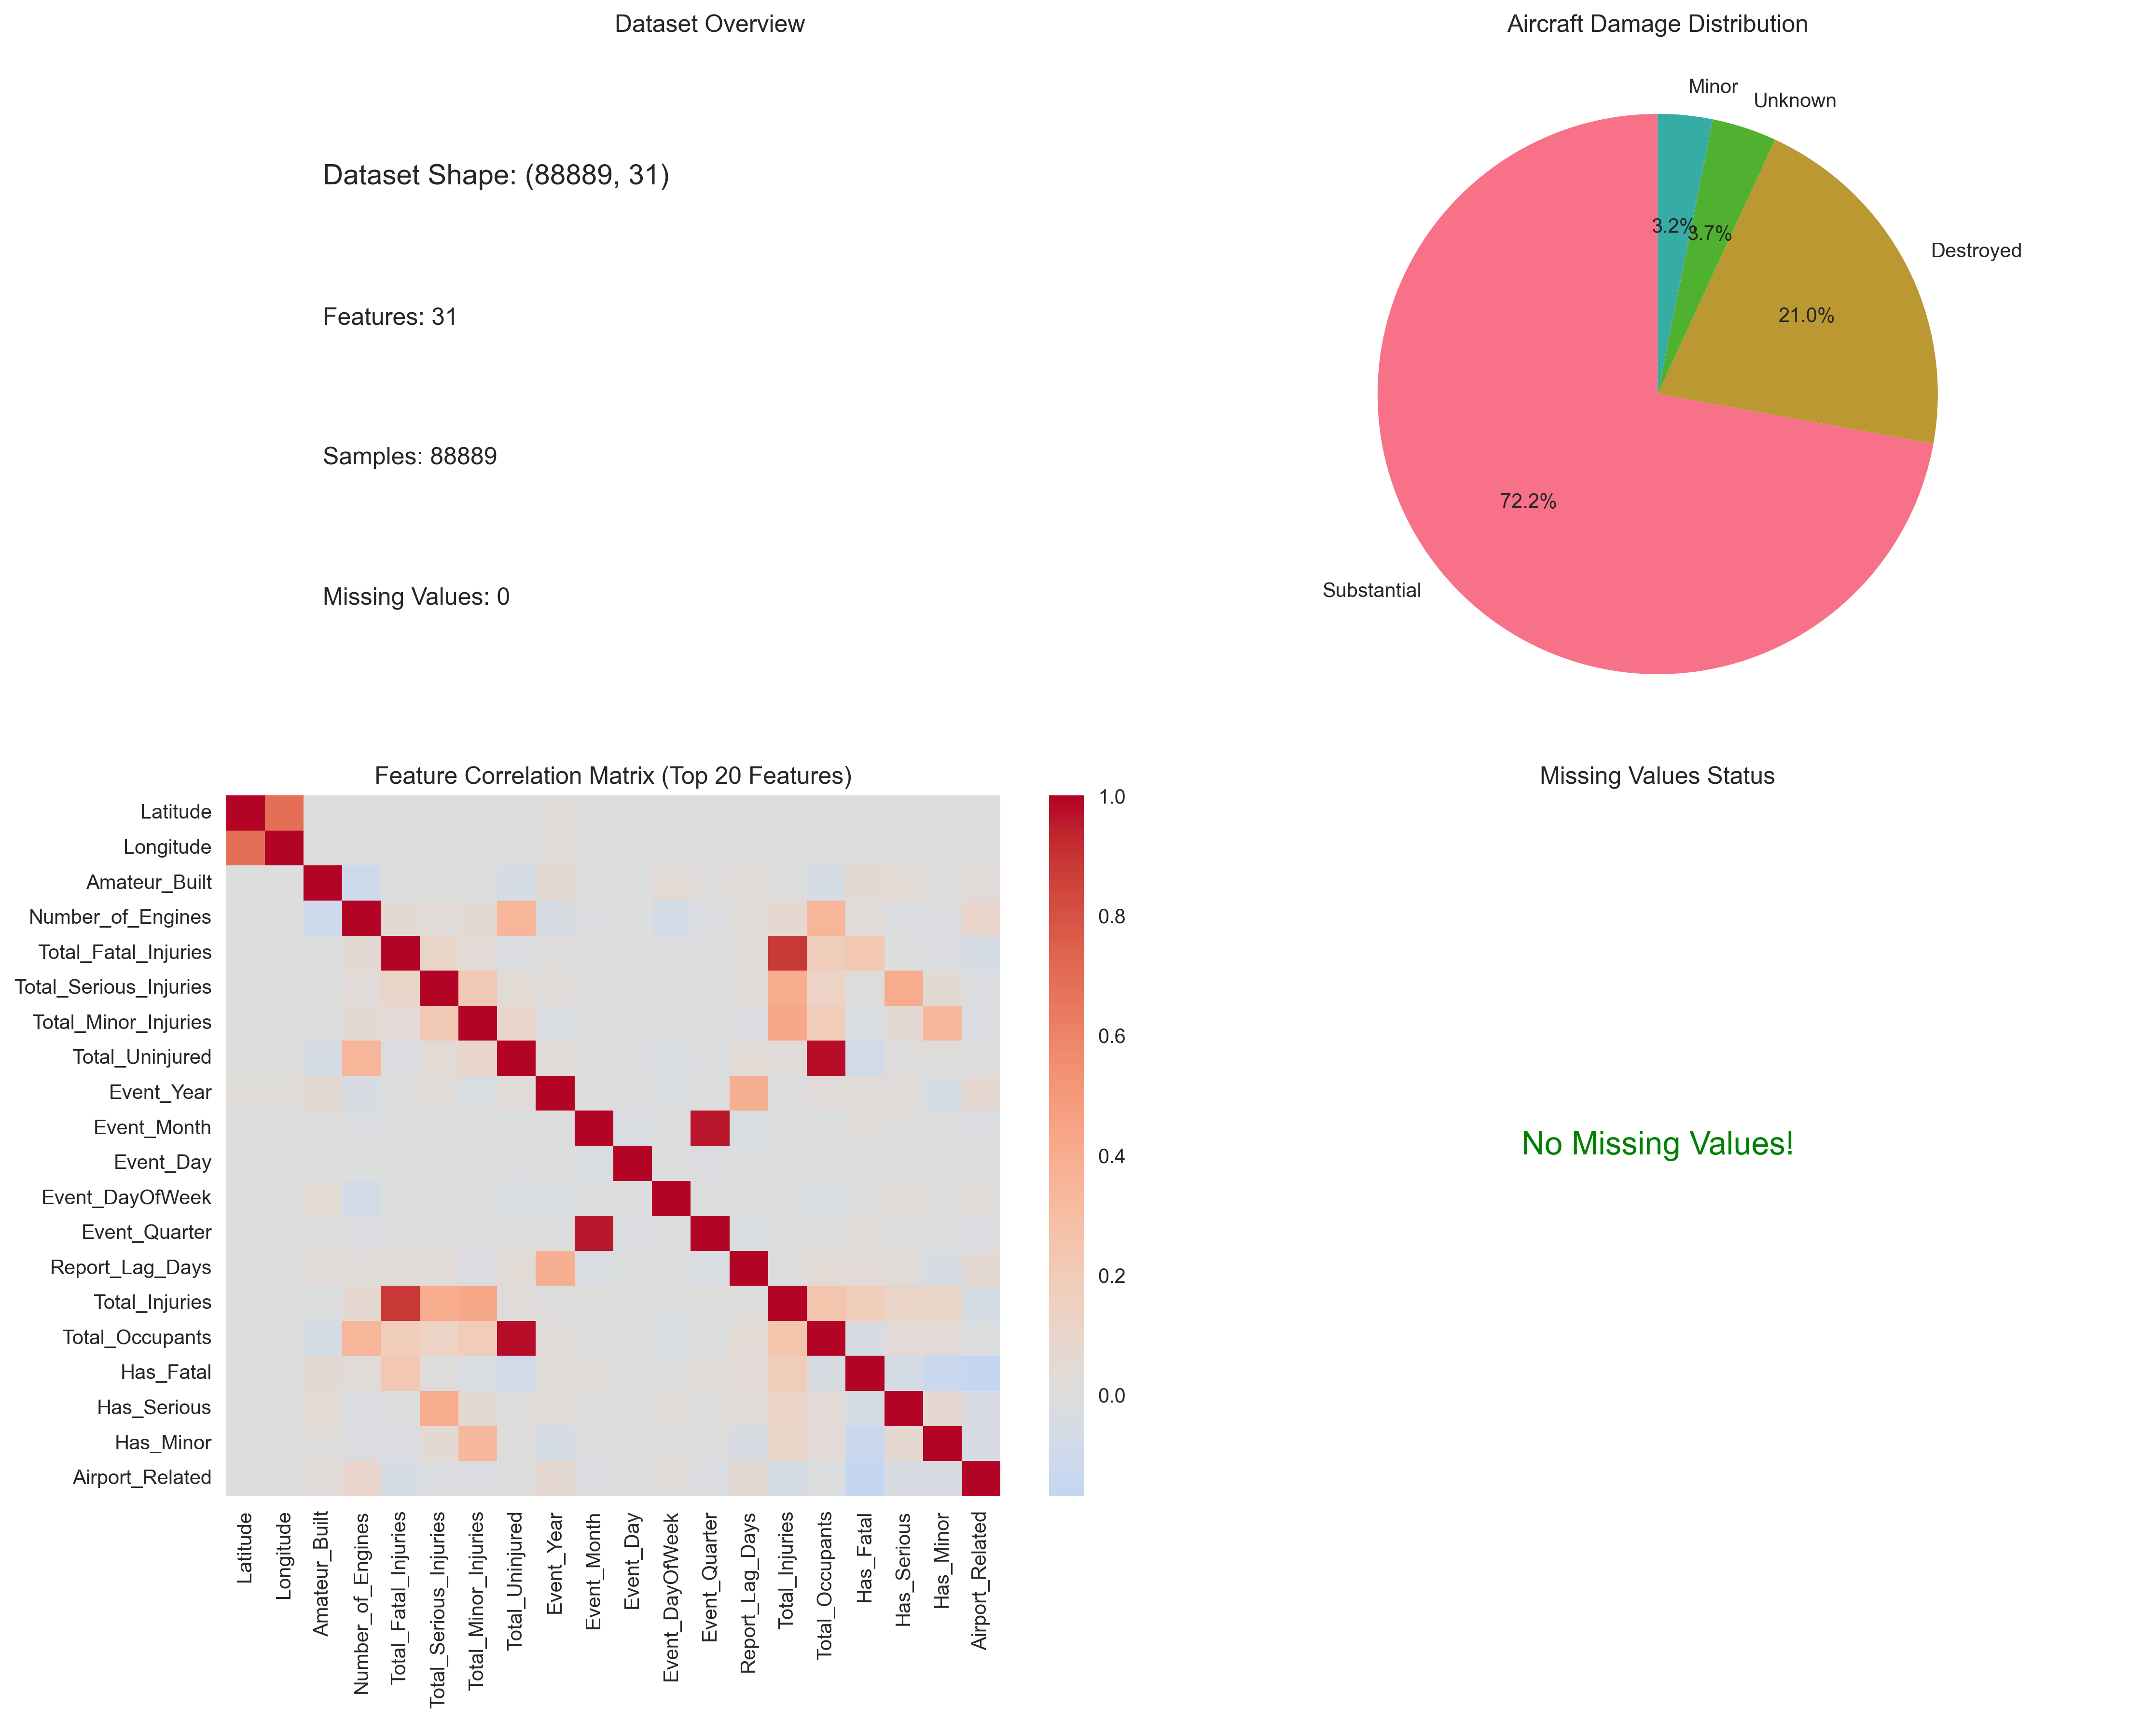 Dataset Overview
Dataset Shape: (88889, 31)
Features: 31
Samples: 88889
Missing Values: 0
Aircraft Damage Distribution
Minor
Unknown
Destroyed
Substantial
3.2%
3.7%
21.0%
72.2%
Feature Correlation Matrix (Top 20 Features)
Latitude
Longitude
Amateur_Built
Number_of_Engines
Total_Fatal_Injuries
Total_Serious_Injuries
Total_Minor_Injuries
Total_Uninjured
Event_Year
Event_Month
Event_Day
Event_DayOfWeek
Event_Quarter
Report_Lag_Days
Total_Injuries
Total_Occupants
Has_Fatal
Has_Serious
Has_Minor
Airport_Related
Latitude
Longitude
Amateur_Built
Number_of_Engines
Total_Fatal_Injuries
Total_Serious_Injuries
Total_Minor_Injuries
Total_Uninjured
Event_Year
Event_Month
Event_Day
Event_DayOfWeek
Event_Quarter
Report_Lag_Days
Total_Injuries
Total_Occupants
Has_Fatal
Has_Serious
Has_Minor
Airport_Related
1.0
0.8
0.6
0.4
0.2
0.0
Missing Values Status
No Missing Values!